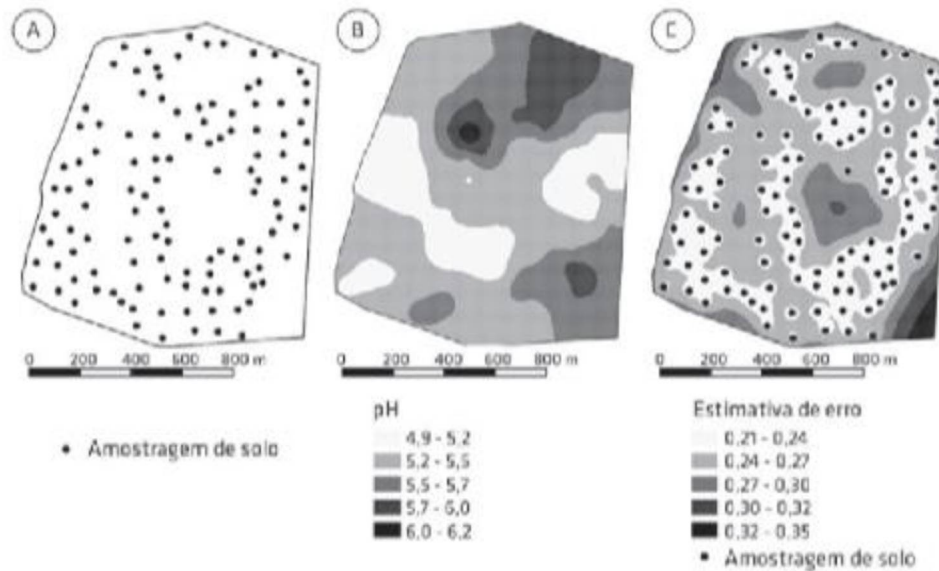 A
B
C
0 200 400 600 800 m
0 200 400 600 800 m
0 200 400 600 800 m
• Amostragem de solo
pH
4,9 - 5,2
5,2 - 5,5
5,5 - 5,7
5,7 - 6,0
6,0 - 6,2
Estimativa de erro
0,21 - 0,24
0,24 - 0,27
0,27 - 0,30
0,30 - 0,32
0,32 - 0,35
• Amostragem de solo